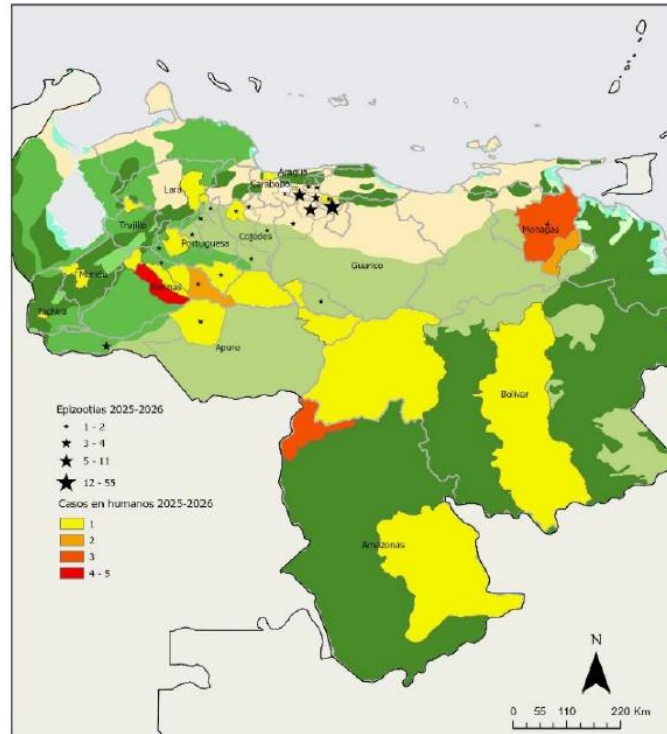 Aragua
Carabobo
Lara
Trujillo
Portuguesa
Cojedes
Monagas
Guarico
Mérida
Barinas
Táchira
Apure
Bolívar
Amazonas
Epizootias 2025-2026
1 - 2
3 - 4
5 - 11
12 - 55
Casos en humanos 2025-2026
1
2
3
4 - 5
N
0 55 110 220 Km